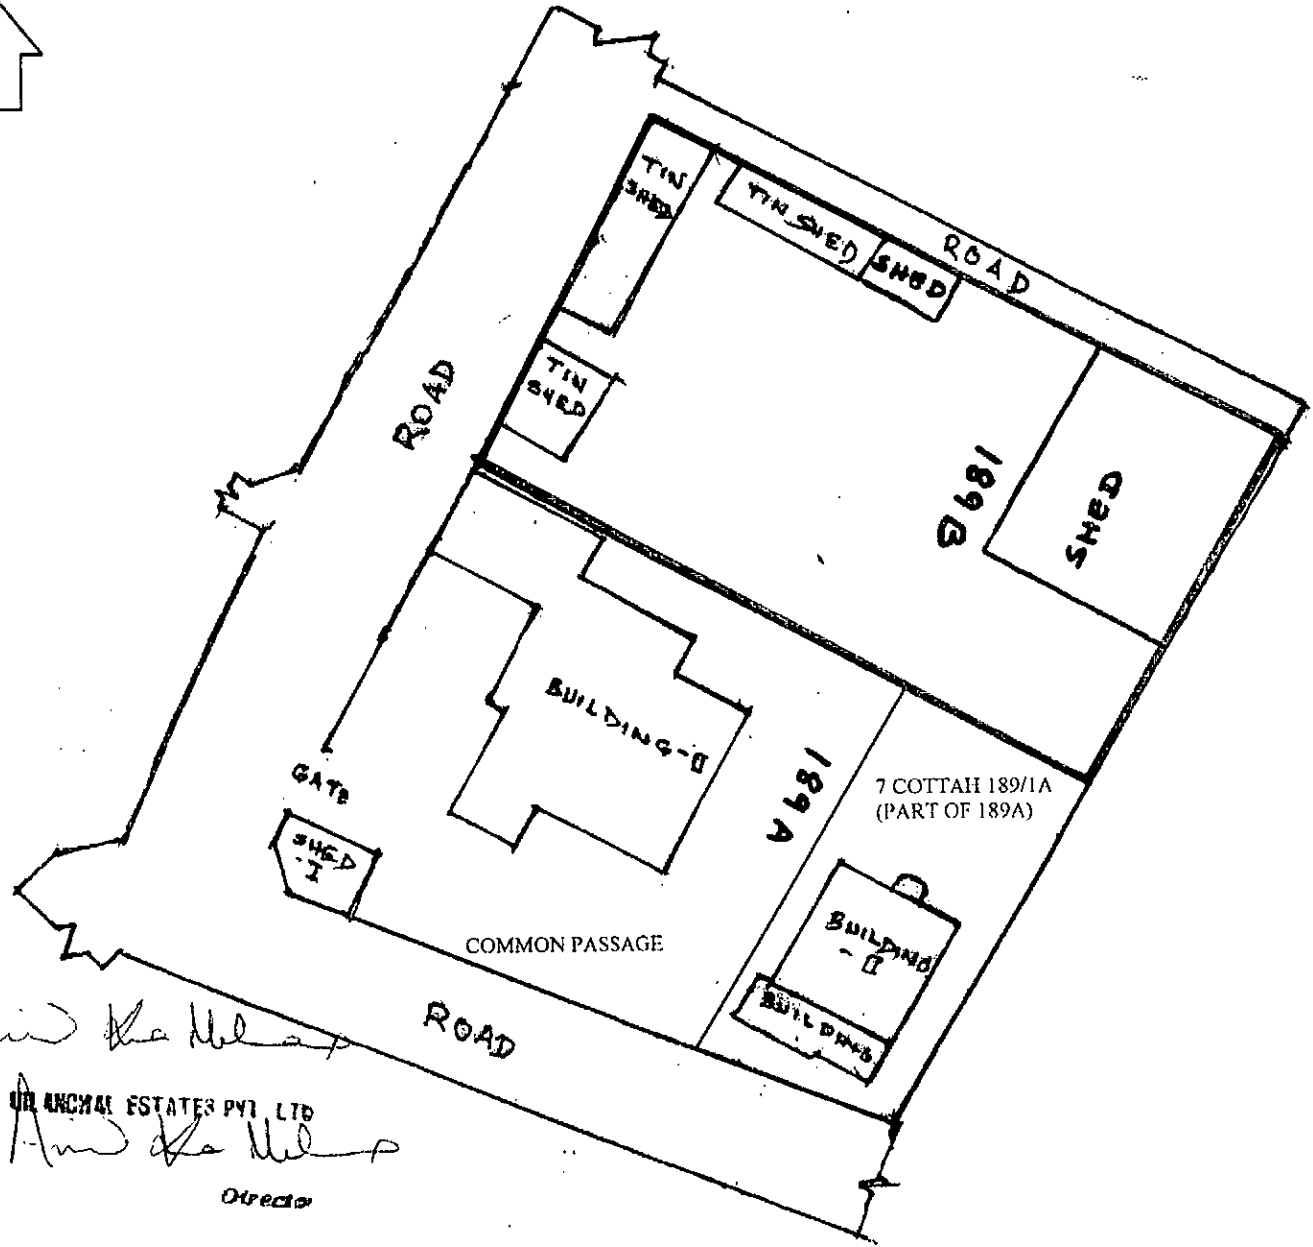 TIN
SHED
TIN SHED
SHED
ROAD
TIN
SHED
ROAD
189B
SHED
BUILDING-II
189A
7 COTTAH 189/1A
(PART OF 189A)
GATE
SHED
-I
COMMON PASSAGE
BUILDING
BUILDING
ROAD
ESTATES PVT. LTD
Director